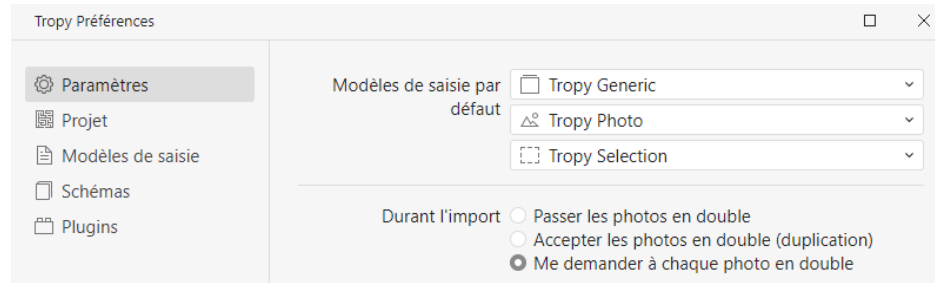 Tropy Préférences
Paramètres
Projet
Modèles de saisie
Schémas
Plugins
Modèles de saisie par
défaut
Tropy Generic
Tropy Photo
Tropy Selection
Durant l'import
Passer les photos en double
Accepter les photos en double (duplication)
Me demander à chaque photo en double